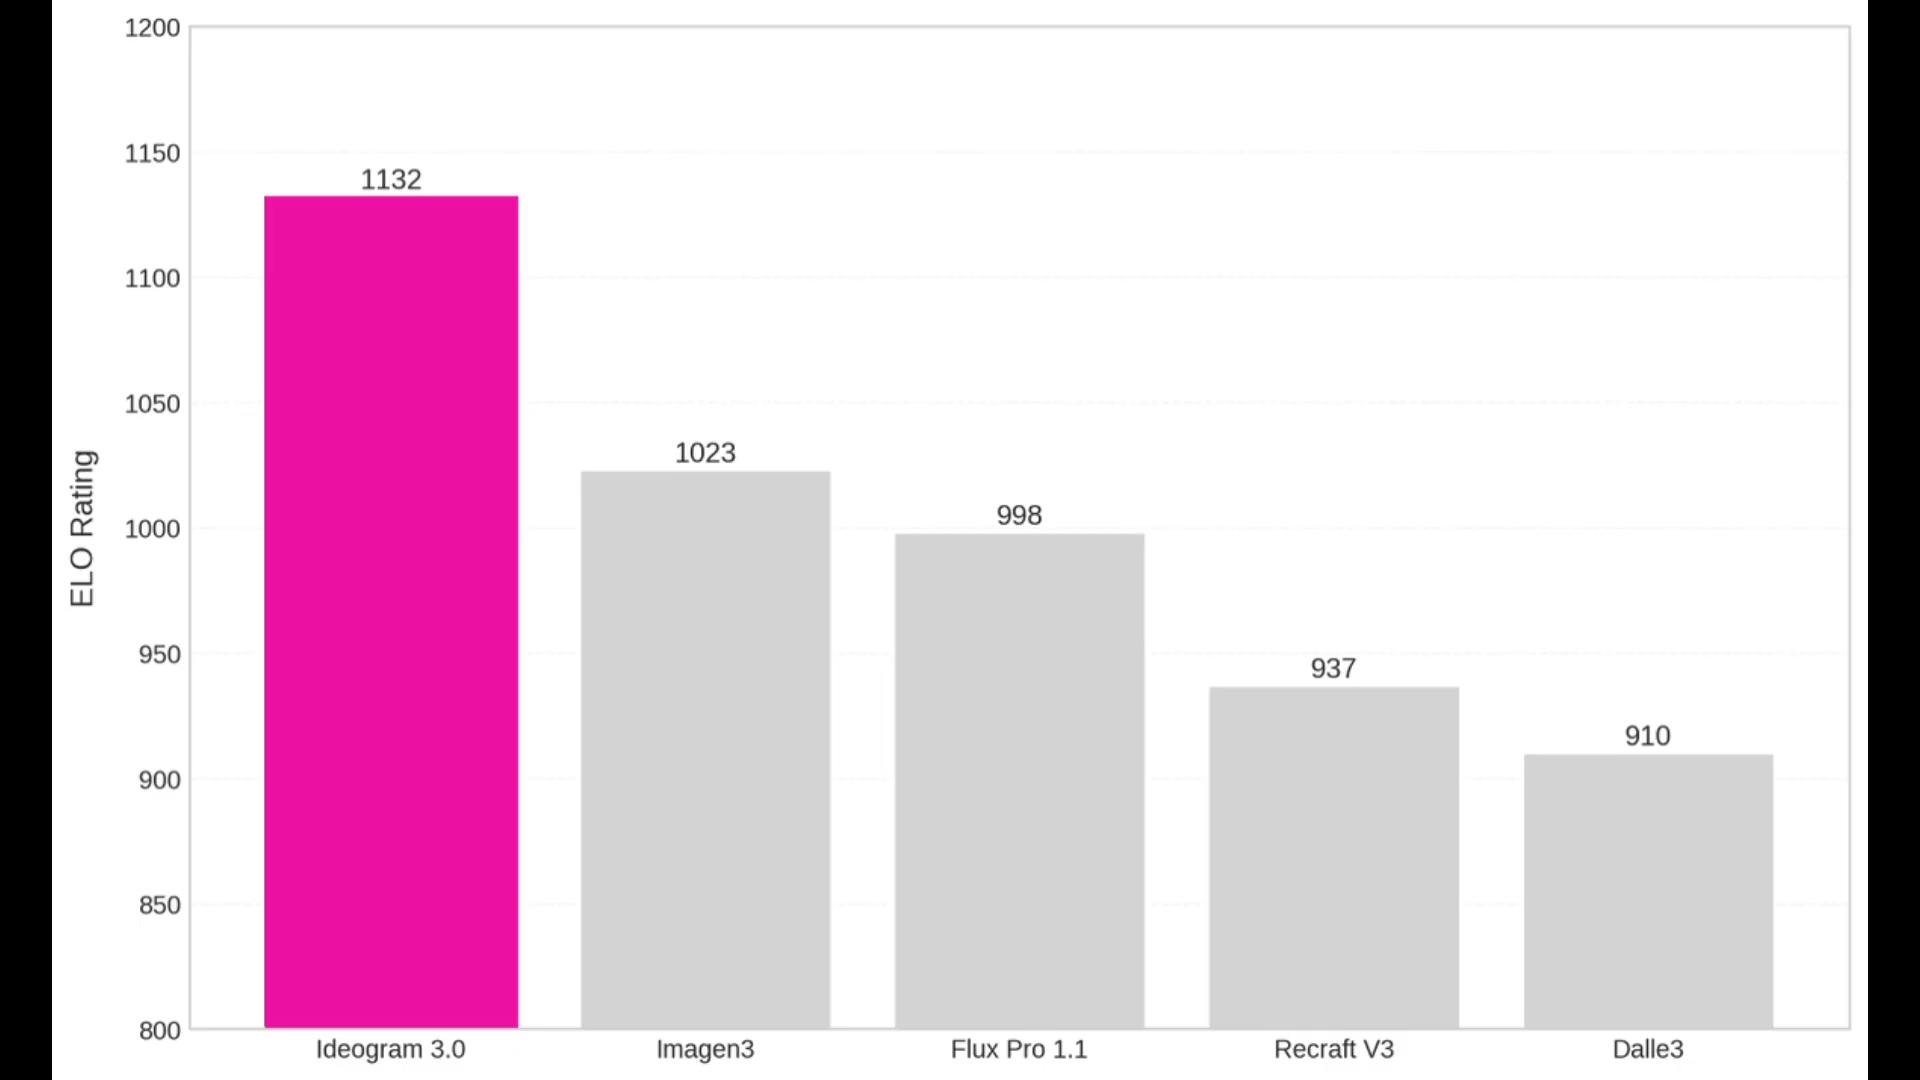 1200
1150
1100
1050
1000
950
900
850
800
ELO Rating
1132
1023
998
937
910
Ideogram 3.0
Imagen3
Flux Pro 1.1
Recraft V3
Dalle3